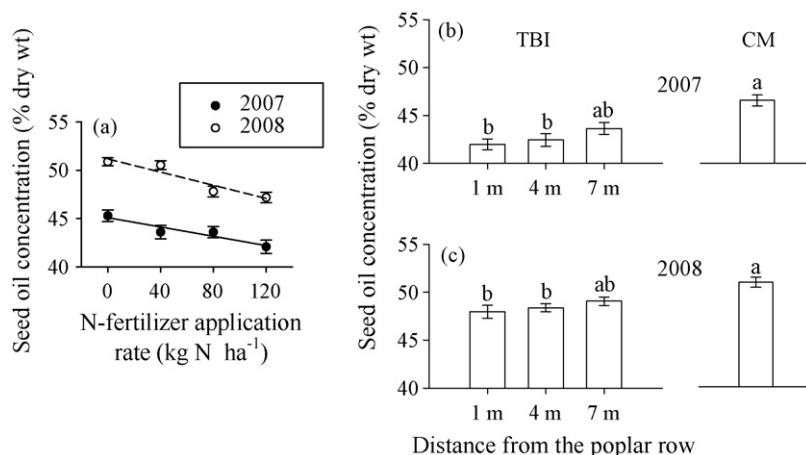 Seed oil concentration (% dry wt)
(a)
2007
2008
55
50
45
40
0 40 80 120
N-fertilizer application
rate (kg N ha⁻¹)
Seed oil concentration (% dry wt)
(b) TBI CM
55
50
45
40
b b ab
2007
a
1 m 4 m 7 m
(c)
55
50
45
40
b b ab
2008
a
1 m 4 m 7 m
Distance from the poplar row